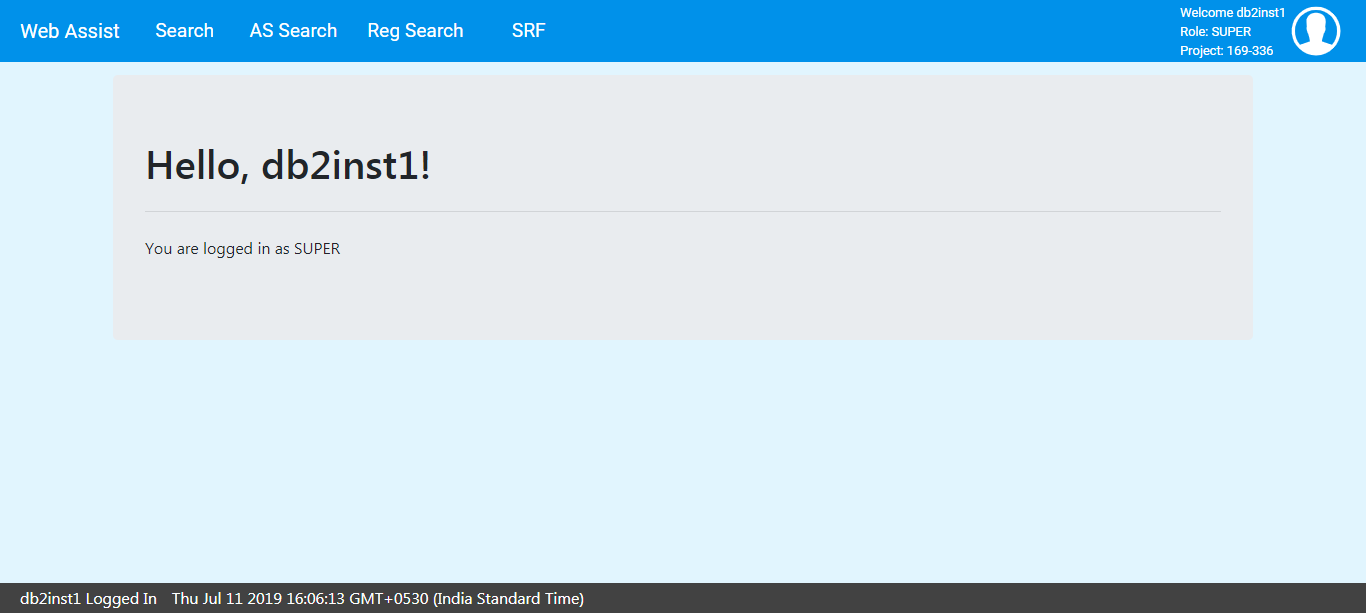 Web Assist Search AS Search Reg Search SRF
Welcome db2inst1
Role: SUPER
Project: 169-336
Hello, db2inst1!
You are logged in as SUPER
db2inst1 Logged In Thu Jul 11 2019 16:06:13 GMT+0530 (India Standard Time)